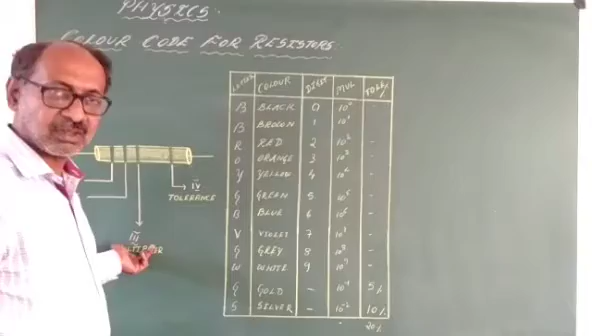 PHYSICS
COLOUR CODE FOR RESISTORS
LETTER COLOUR DIGIT MUL TOLE %
B BLACK 0 10⁰ -
B BROWN 1 10¹ -
R RED 2 10² -
O ORANGE 3 10³ -
Y YELLOW 4 10⁴ -
G GREEN 5 10⁵ -
B BLUE 6 10⁶ -
V VIOLET 7 10⁷ -
G GREY 8 10⁸ -
W WHITE 9 10⁹ -
G GOLD - 10⁻¹ 5%
S SILVER - 10⁻² 10%
20%
IV
TOLERANCE
III